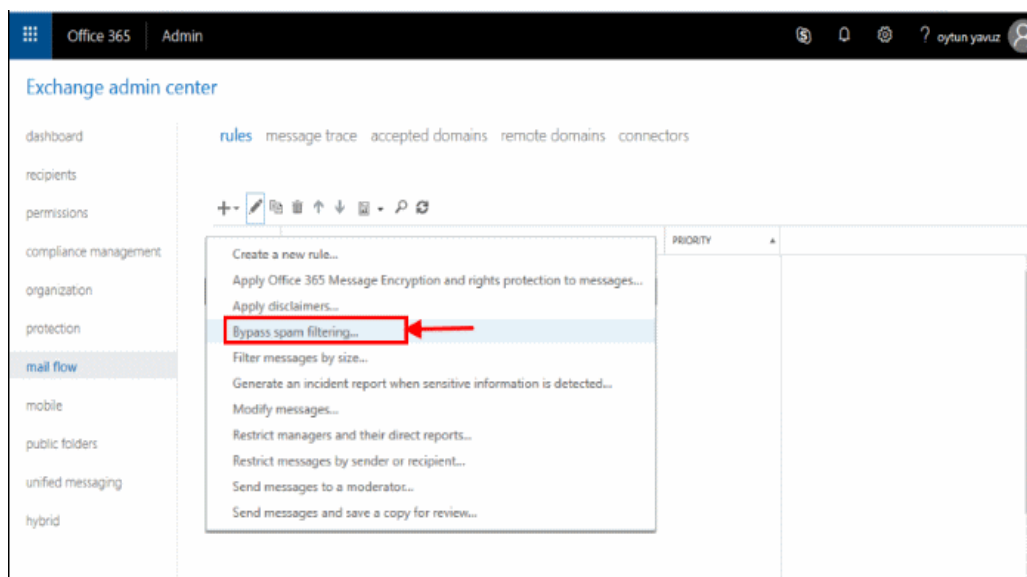 Office 365 Admin ? oytun yavuz
Exchange admin center
dashboard
recipients
permissions
compliance management
organization
protection
mail flow
mobile
public folders
unified messaging
hybrid
rules message trace accepted domains remote domains connectors
PRIORITY
Create a new rule...
Apply Office 365 Message Encryption and rights protection to messages...
Apply disclaimers...
Bypass spam filtering...
Filter messages by size...
Generate an incident report when sensitive information is detected...
Modify messages...
Restrict managers and their direct reports...
Restrict messages by sender or recipient...
Send messages to a moderator...
Send messages and save a copy for review...